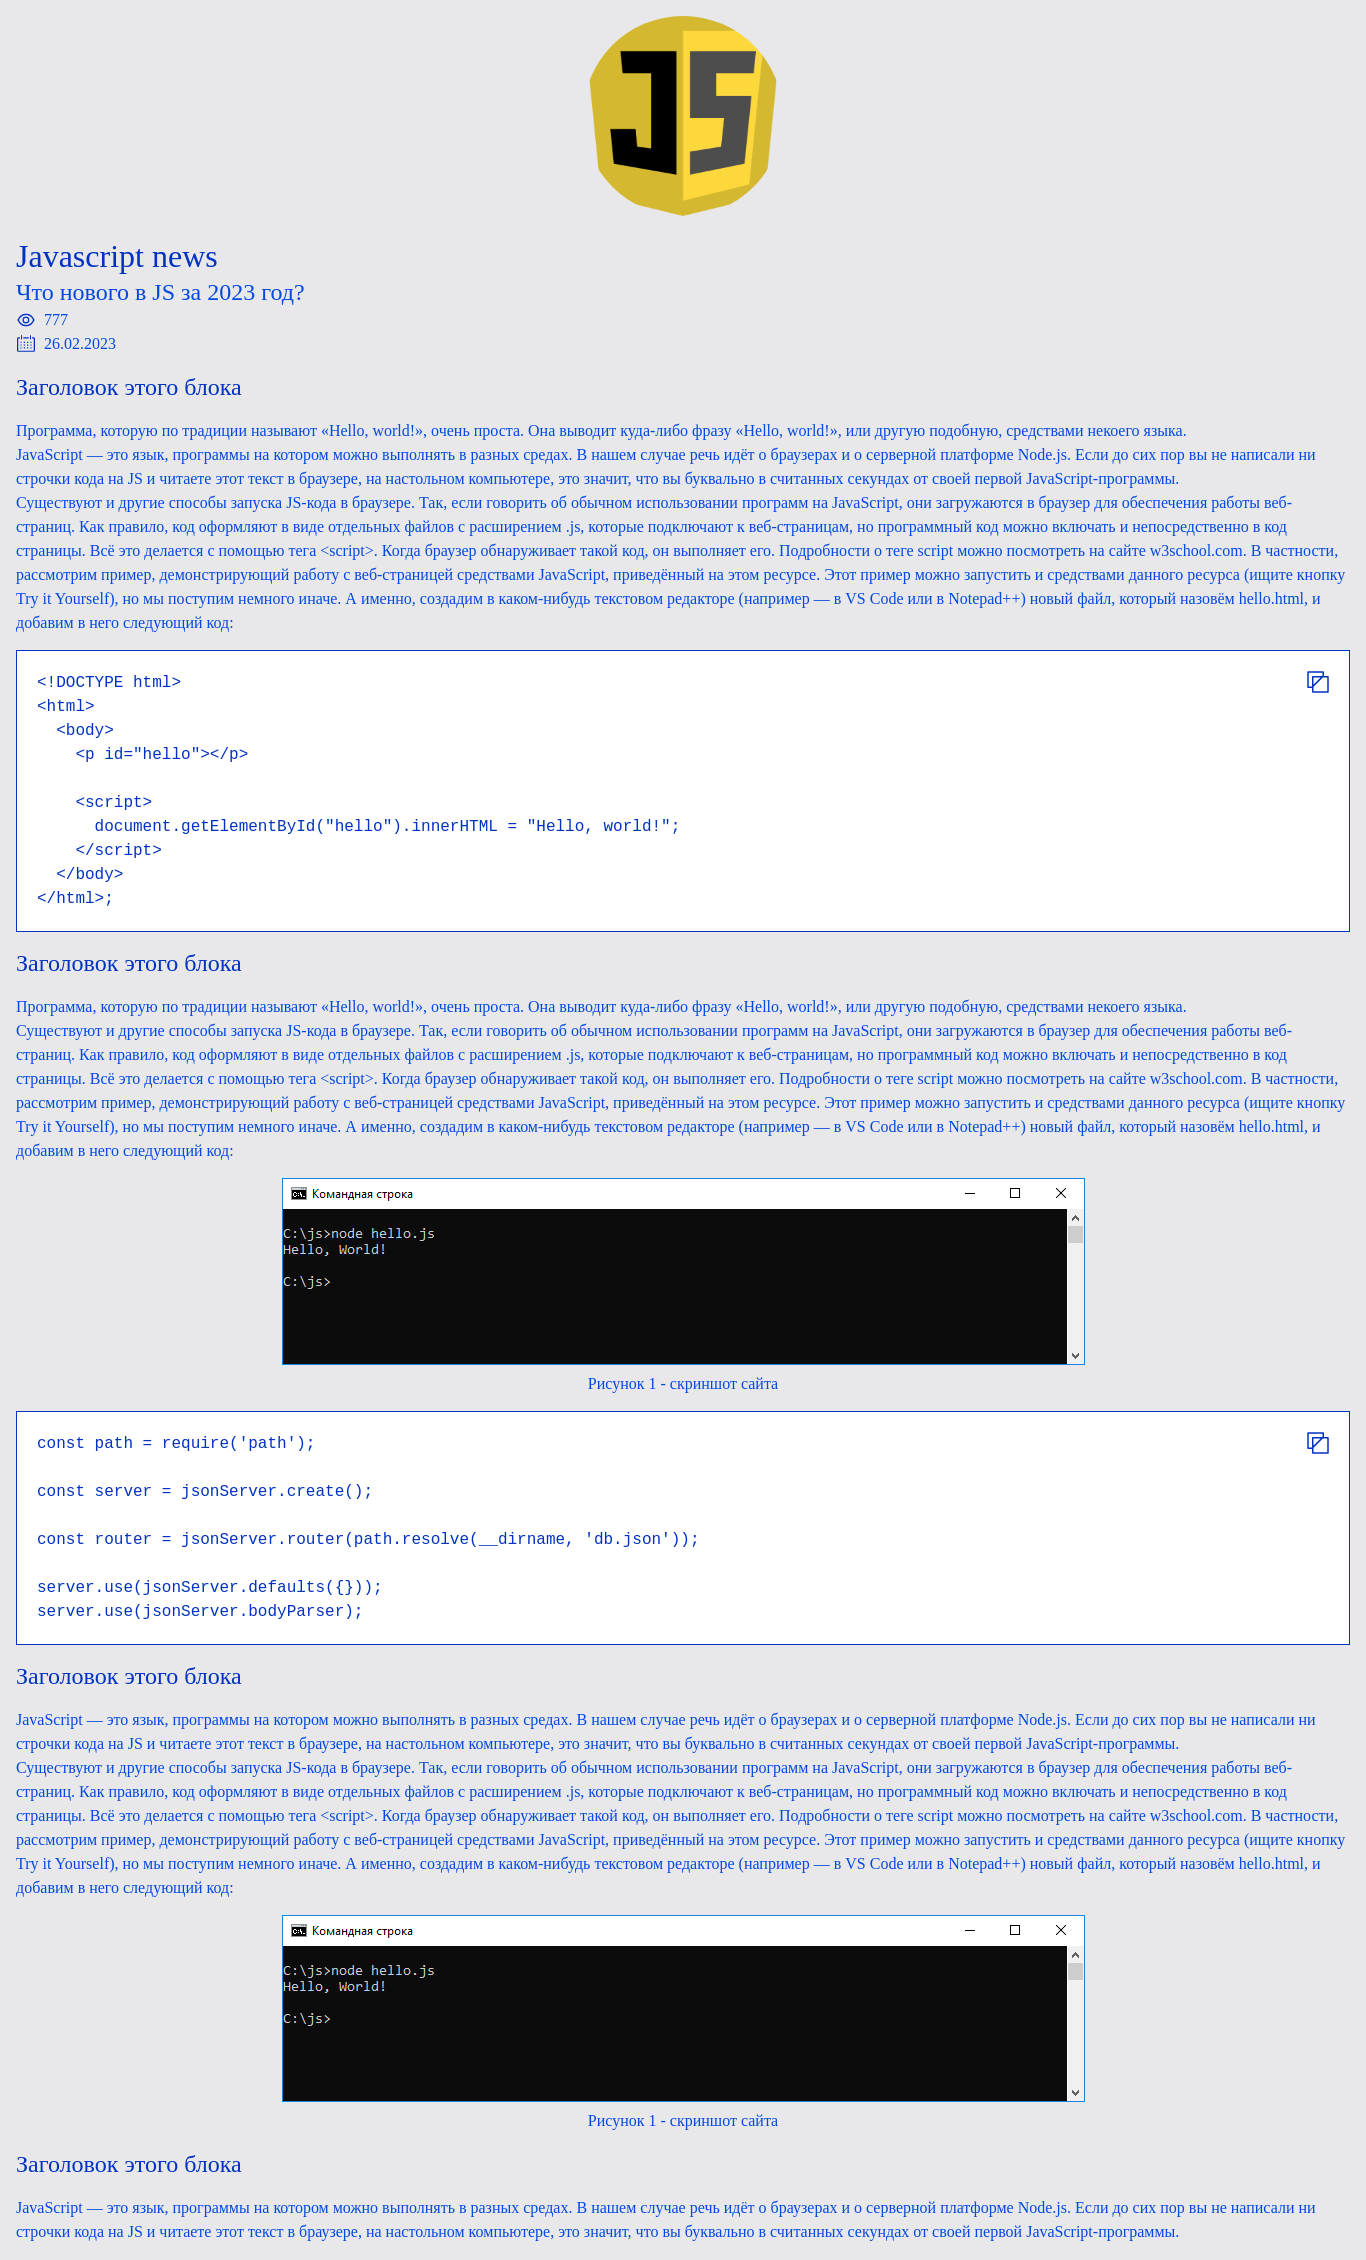 JS
Javascript news
Что нового в JS за 2023 год?
777
26.02.2023
Заголовок этого блока
Программа, которую по традиции называют «Hello, world!», очень проста. Она выводит куда-либо фразу «Hello, world!», или другую подобную, средствами некоего языка.
JavaScript — это язык, программы на котором можно выполнять в разных средах. В нашем случае речь идёт о браузерах и о серверной платформе Node.js. Если до сих пор вы не написали ни
строчки кода на JS и читаете этот текст в браузере, на настольном компьютере, это значит, что вы буквально в считанных секундах от своей первой JavaScript-программы.
Существуют и другие способы запуска JS-кода в браузере. Так, если говорить об обычном использовании программ на JavaScript, они загружаются в браузер для обеспечения работы веб-
страниц. Как правило, код оформляют в виде отдельных файлов с расширением .js, которые подключают к веб-страницам, но программный код можно включать и непосредственно в код
страницы. Всё это делается с помощью тега <script>. Когда браузер обнаруживает такой код, он выполняет его. Подробности о теге script можно посмотреть на сайте w3school.com. В частности,
рассмотрим пример, демонстрирующий работу с веб-страницей средствами JavaScript, приведённый на этом ресурсе. Этот пример можно запустить и средствами данного ресурса (ищите кнопку
Try it Yourself), но мы поступим немного иначе. А именно, создадим в каком-нибудь текстовом редакторе (например — в VS Code или в Notepad++) новый файл, который назовём hello.html, и
добавим в него следующий код:
<!DOCTYPE html>
<html>
  <body>
    <p id="hello"></p>
    <script>
      document.getElementById("hello").innerHTML = "Hello, world!";
    </script>
  </body>
</html>;
Заголовок этого блока
Программа, которую по традиции называют «Hello, world!», очень проста. Она выводит куда-либо фразу «Hello, world!», или другую подобную, средствами некоего языка.
Существуют и другие способы запуска JS-кода в браузере. Так, если говорить об обычном использовании программ на JavaScript, они загружаются в браузер для обеспечения работы веб-
страниц. Как правило, код оформляют в виде отдельных файлов с расширением .js, которые подключают к веб-страницам, но программный код можно включать и непосредственно в код
страницы. Всё это делается с помощью тега <script>. Когда браузер обнаруживает такой код, он выполняет его. Подробности о теге script можно посмотреть на сайте w3school.com. В частности,
рассмотрим пример, демонстрирующий работу с веб-страницей средствами JavaScript, приведённый на этом ресурсе. Этот пример можно запустить и средствами данного ресурса (ищите кнопку
Try it Yourself), но мы поступим немного иначе. А именно, создадим в каком-нибудь текстовом редакторе (например — в VS Code или в Notepad++) новый файл, который назовём hello.html, и
добавим в него следующий код:
Командная строка
C:\js>node hello.js
Hello, World!
C:\js>
Рисунок 1 - скриншот сайта
const path = require('path');
const server = jsonServer.create();
const router = jsonServer.router(path.resolve(__dirname, 'db.json'));
server.use(jsonServer.defaults({}));
server.use(jsonServer.bodyParser);
Заголовок этого блока
JavaScript — это язык, программы на котором можно выполнять в разных средах. В нашем случае речь идёт о браузерах и о серверной платформе Node.js. Если до сих пор вы не написали ни
строчки кода на JS и читаете этот текст в браузере, на настольном компьютере, это значит, что вы буквально в считанных секундах от своей первой JavaScript-программы.
Существуют и другие способы запуска JS-кода в браузере. Так, если говорить об обычном использовании программ на JavaScript, они загружаются в браузер для обеспечения работы веб-
страниц. Как правило, код оформляют в виде отдельных файлов с расширением .js, которые подключают к веб-страницам, но программный код можно включать и непосредственно в код
страницы. Всё это делается с помощью тега <script>. Когда браузер обнаруживает такой код, он выполняет его. Подробности о теге script можно посмотреть на сайте w3school.com. В частности,
рассмотрим пример, демонстрирующий работу с веб-страницей средствами JavaScript, приведённый на этом ресурсе. Этот пример можно запустить и средствами данного ресурса (ищите кнопку
Try it Yourself), но мы поступим немного иначе. А именно, создадим в каком-нибудь текстовом редакторе (например — в VS Code или в Notepad++) новый файл, который назовём hello.html, и
добавим в него следующий код:
Командная строка
C:\js>node hello.js
Hello, World!
C:\js>
Рисунок 1 - скриншот сайта
Заголовок этого блока
JavaScript — это язык, программы на котором можно выполнять в разных средах. В нашем случае речь идёт о браузерах и о серверной платформе Node.js. Если до сих пор вы не написали ни
строчки кода на JS и читаете этот текст в браузере, на настольном компьютере, это значит, что вы буквально в считанных секундах от своей первой JavaScript-программы.